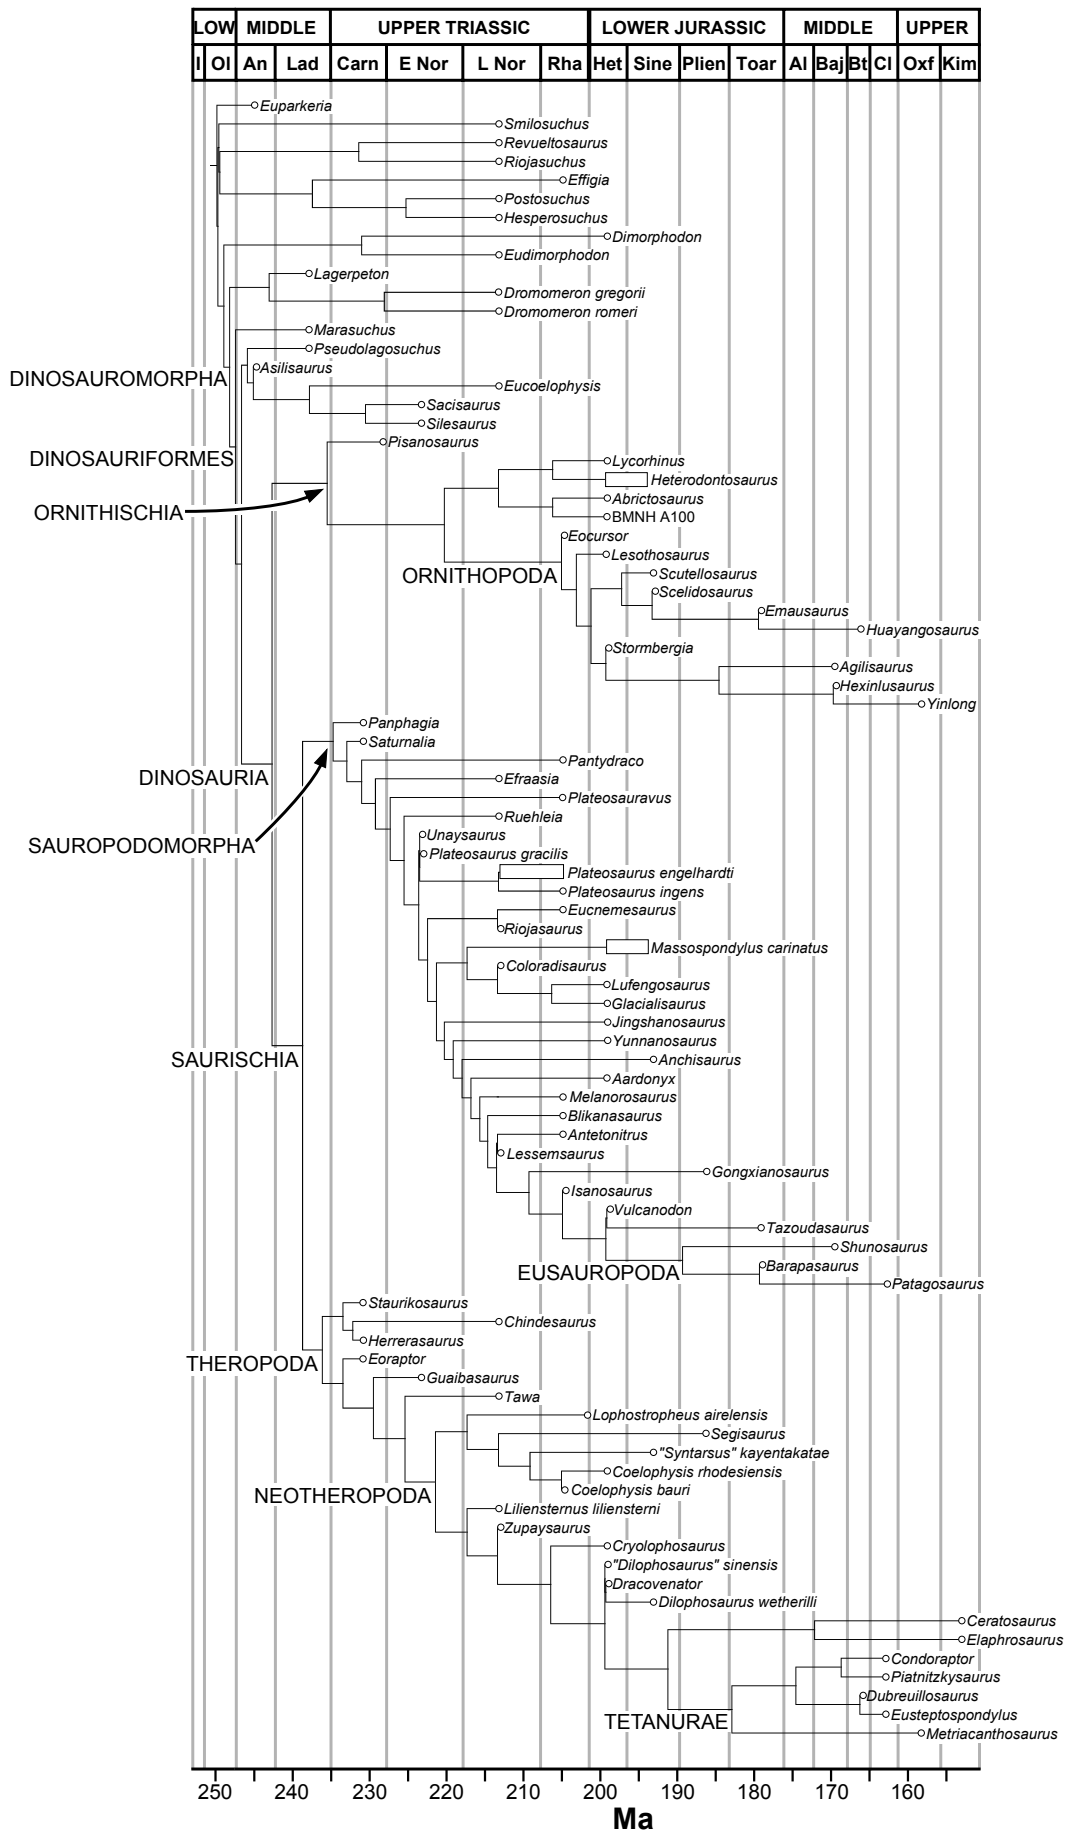 LOW MIDDLE UPPER TRIASSIC LOWER JURASSIC MIDDLE UPPER
I Ol An Lad Carn E Nor L Nor Rha Het Sine Plien Toar Al Baj Bt Cl Oxf Kim
Euparkeria
Smilosuchus
Revueltosaurus
Riojasuchus
Effigia
Postosuchus
Hesperosuchus
Dimorphodon
Eudimorphodon
Lagerpeton
Dromomeron gregorii
Dromomeron romeri
Marasuchus
Pseudolagosuchus
Asilisaurus
DINOSAUROMORPHA
Eucoelophysis
Sacisaurus
Silesaurus
Pisanosaurus
DINOSAURIFORMES
Lycorhinus
Heterodontosaurus
Abrictosaurus
ORNITHISCHIA
BMNH A100
Eocursor
Lesothosaurus
ORNITHOPODA
Scutellosaurus
Scelidosaurus
Emausaurus
Huayangosaurus
Stormbergia
Agilisaurus
Hexinlusaurus
Yinlong
Panphagia
Saturnalia
Pantydraco
DINOSAURIA
Efraasia
Plateosauravus
Ruehleia
Unaysaurus
SAUROPODOMORPHA
Plateosaurus gracilis
Plateosaurus engelhardti
Plateosaurus ingens
Eucnemesaurus
Riojasaurus
Massospondylus carinatus
Coloradisaurus
Lufengosaurus
Glacialisaurus
Jingshanosaurus
Yunnanosaurus
SAURISCHIA
Anchisaurus
Aardonyx
Melanorosaurus
Blikanasaurus
Antetonitrus
Lessemsaurus
Gongxianosaurus
Isanosaurus
Vulcanodon
Tazoudasaurus
Shunosaurus
Barapasaurus
EUSAUROPODA
Patagosaurus
Staurikosaurus
Chindesaurus
Herrerasaurus
Eoraptor
THEROPODA
Guaibasaurus
Tawa
Lophostropheus airelensis
Segisaurus
"Syntarsus" kayentakatae
Coelophysis rhodesiensis
Coelophysis bauri
NEOTHEROPODA
Liliensternus liliensterni
Zupaysaurus
Cryolophosaurus
"Dilophosaurus" sinensis
Dracovenator
Dilophosaurus wetherilli
Ceratosaurus
Elaphrosaurus
Condoraptor
Piatnitzkysaurus
Dubreuillosaurus
Eusteptospondylus
TETANURAE
Metriacanthosaurus
250 240 230 220 210 200 190 180 170 160
Ma